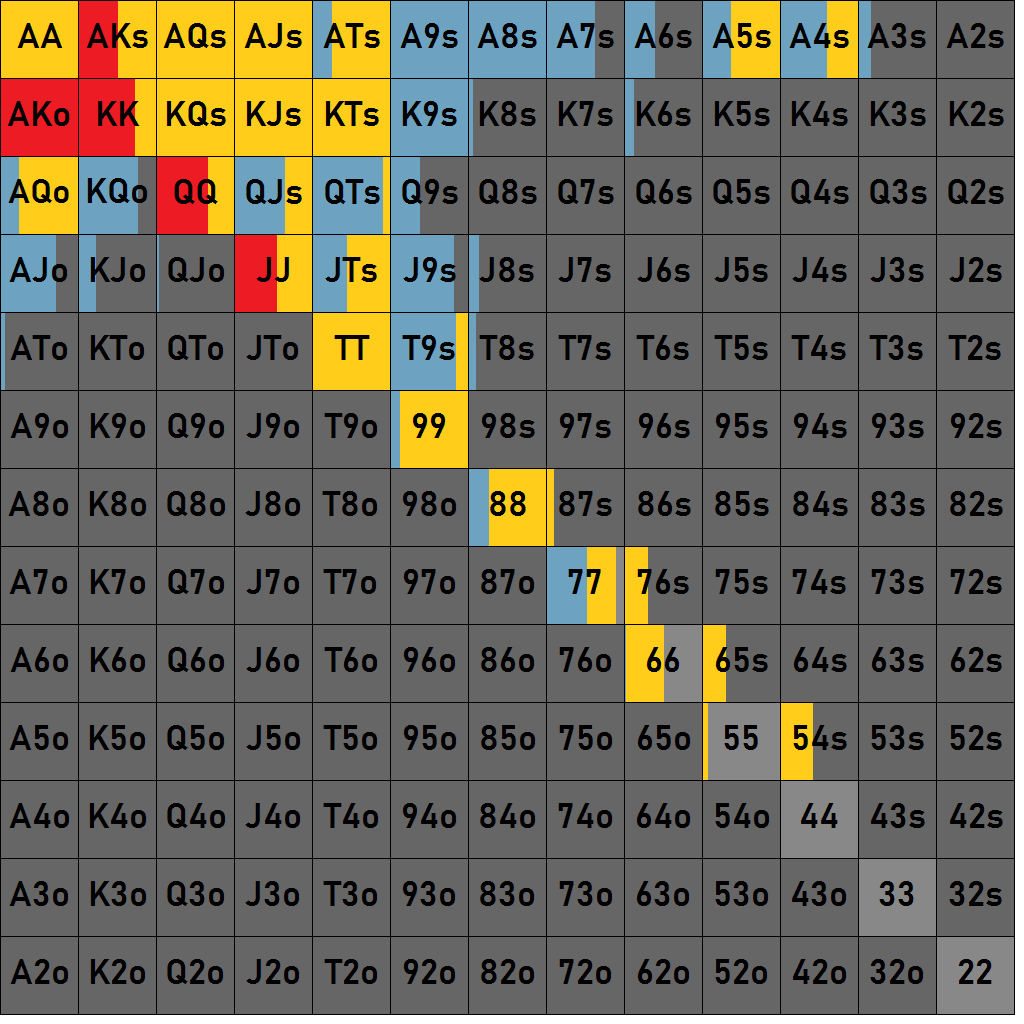 AA AKs AQs AJs ATs A9s A8s A7s A6s A5s A4s A3s A2s
AKo KK KQs KJs KTs K9s K8s K7s K6s K5s K4s K3s K2s
AQo KQo QQ QJs QTs Q9s Q8s Q7s Q6s Q5s Q4s Q3s Q2s
AJo KJo QJo JJ JTs J9s J8s J7s J6s J5s J4s J3s J2s
ATo KTo QTo JTo TT T9s T8s T7s T6s T5s T4s T3s T2s
A9o K9o Q9o J9o T9o 99 98s 97s 96s 95s 94s 93s 92s
A8o K8o Q8o J8o T8o 98o 88 87s 86s 85s 84s 83s 82s
A7o K7o Q7o J7o T7o 97o 87o 77 76s 75s 74s 73s 72s
A6o K6o Q6o J6o T6o 96o 86o 76o 66 65s 64s 63s 62s
A5o K5o Q5o J5o T5o 95o 85o 75o 65o 55 54s 53s 52s
A4o K4o Q4o J4o T4o 94o 84o 74o 64o 54o 44 43s 42s
A3o K3o Q3o J3o T3o 93o 83o 73o 63o 53o 43o 33 32s
A2o K2o Q2o J2o T2o 92o 82o 72o 62o 52o 42o 32o 22